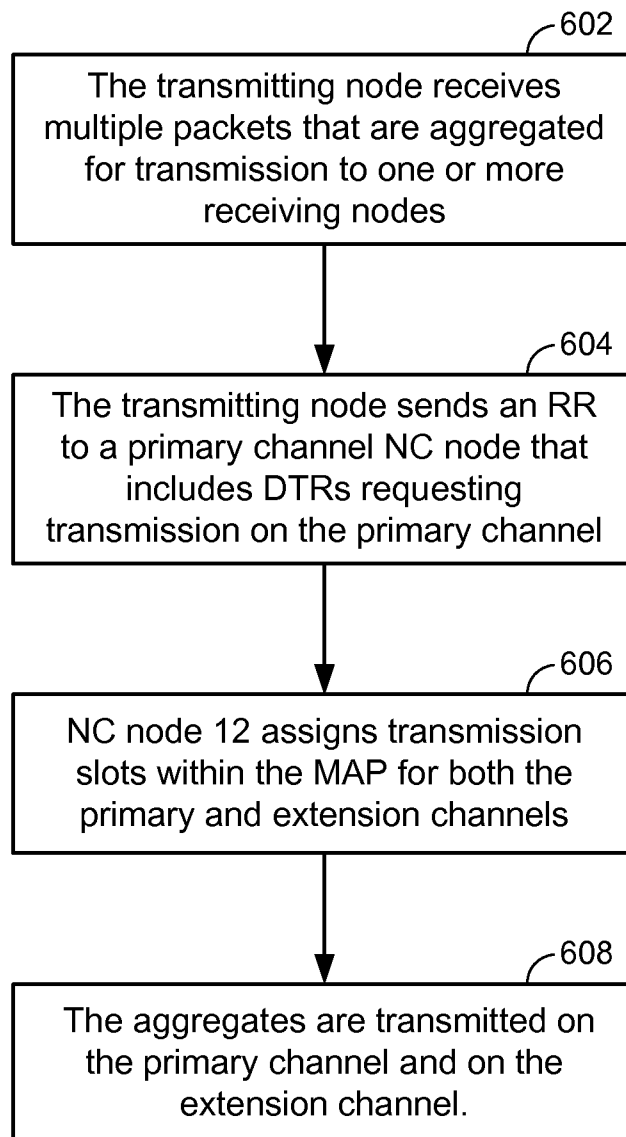 602
The transmitting node receives
multiple packets that are aggregated
for transmission to one or more
receiving nodes
604
The transmitting node sends an RR
to a primary channel NC node that
includes DTRs requesting
transmission on the primary channel
606
NC node 12 assigns transmission
slots within the MAP for both the
primary and extension channels
608
The aggregates are transmitted on
the primary channel and on the
extension channel.